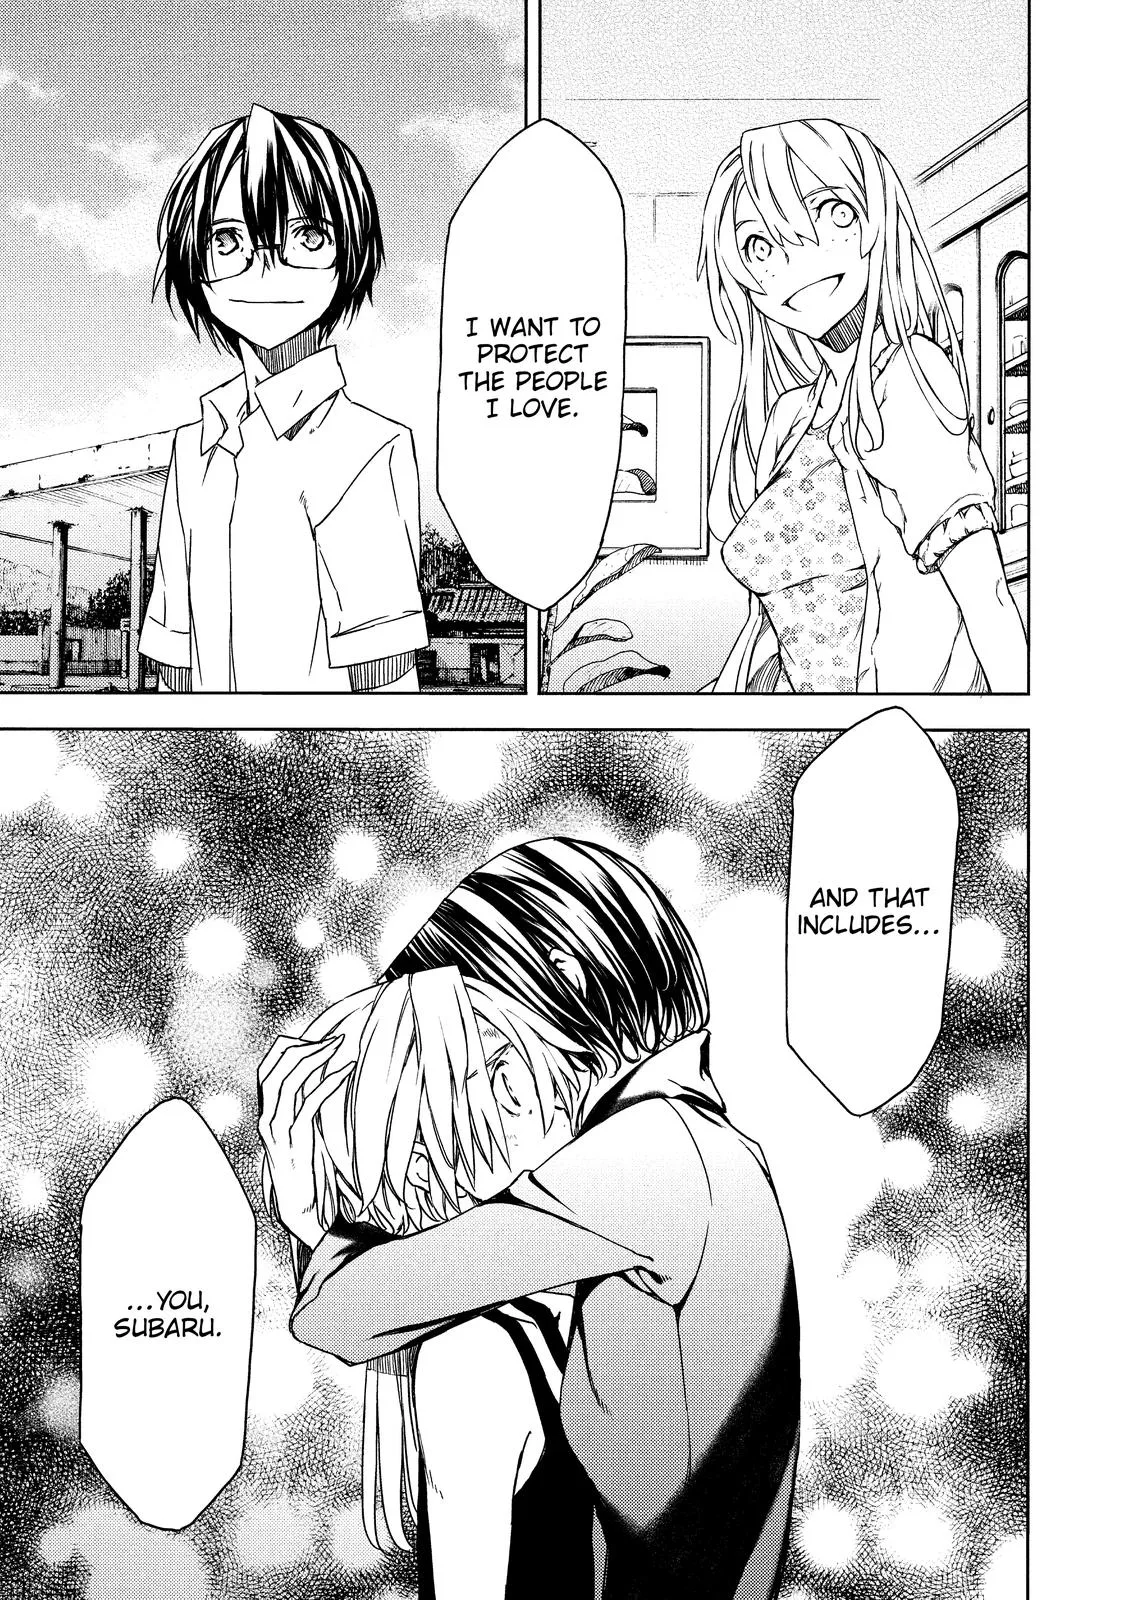 I WANT TO
PROTECT
THE PEOPLE
I LOVE.
AND THAT
INCLUDES...
...YOU,
SUBARU.